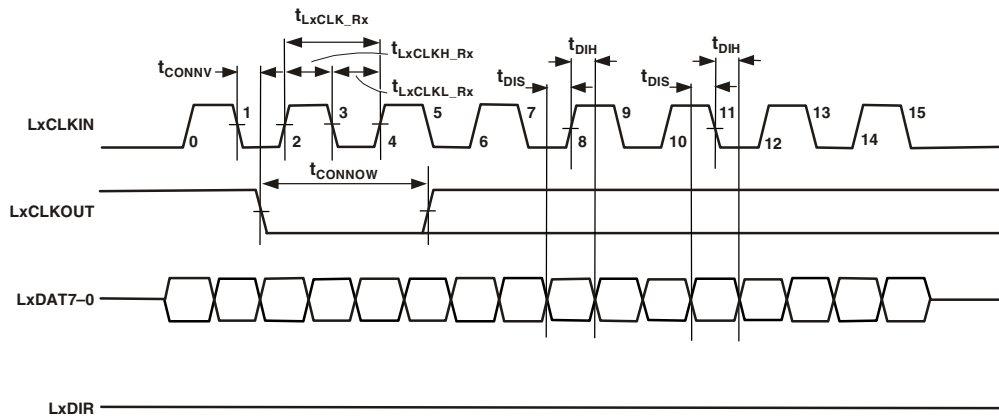 tLxCLK_Rx
tLxCLKH_Rx
tDIH
tDIH
tCONNV
tDIS
tDIS
tLxCLKL_Rx
LxCLKIN
0
1
2
3
4
5
6
7
8
9
10
11
12
13
14
15
tCONNOW
LxCLKOUT
LxDAT7–0
LxDIR